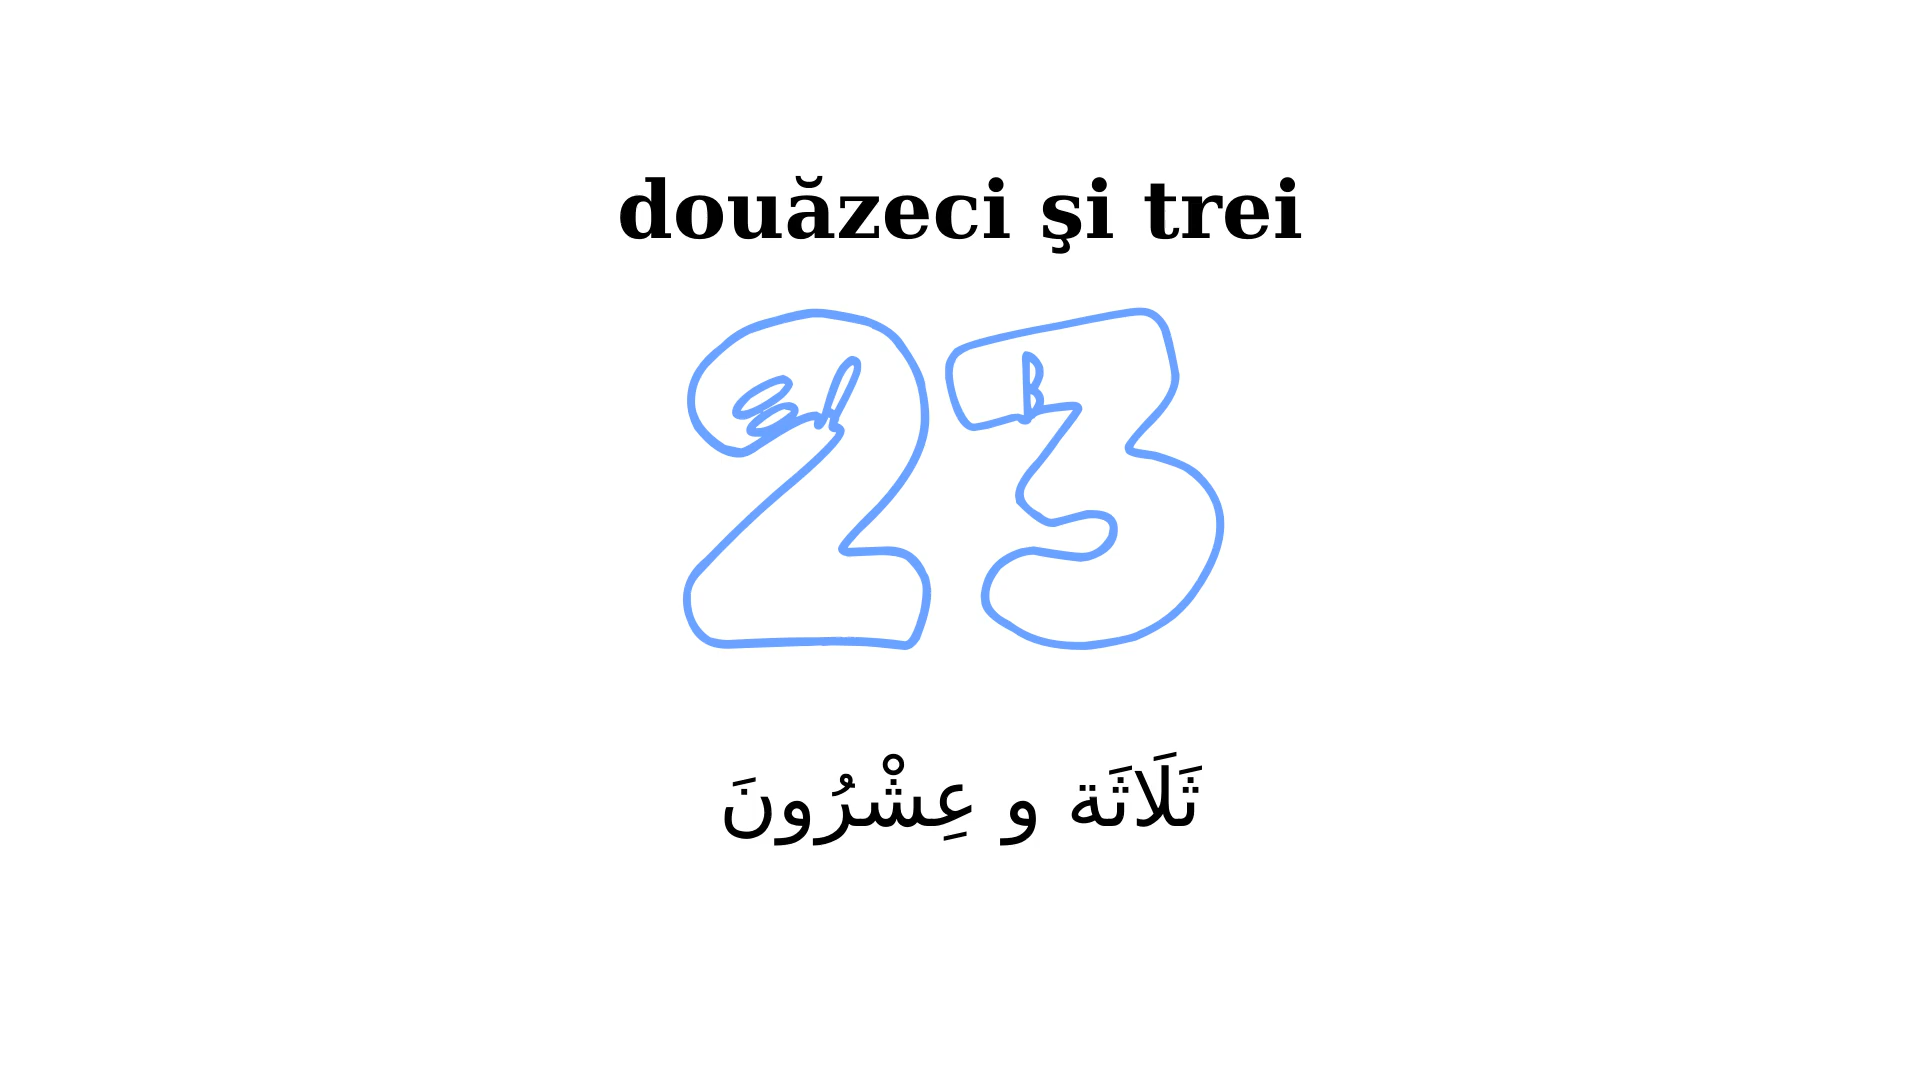 douăzeci şi trei
23
ثَلَاثَة و عِشْرُونَ